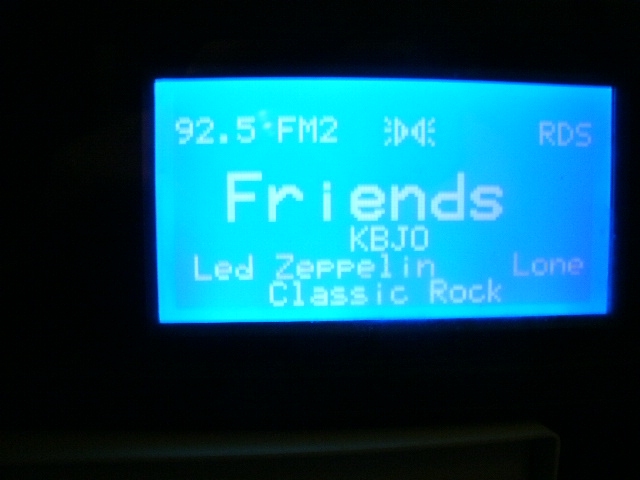 92.5 FM2 RDS
Friends
KBJO
Led Zeppelin Lone
Classic Rock